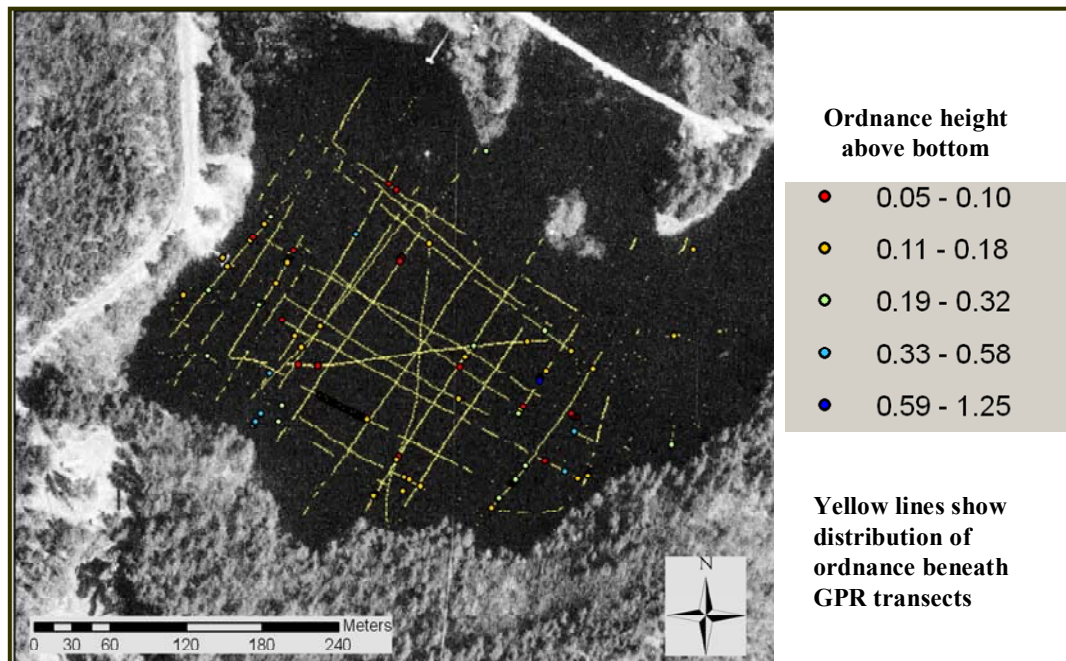 Ordnance height
above bottom
0.05 - 0.10
0.11 - 0.18
0.19 - 0.32
0.33 - 0.58
0.59 - 1.25
Yellow lines show
distribution of
ordnance beneath
GPR transects
N
Meters
0 30 60 120 180 240